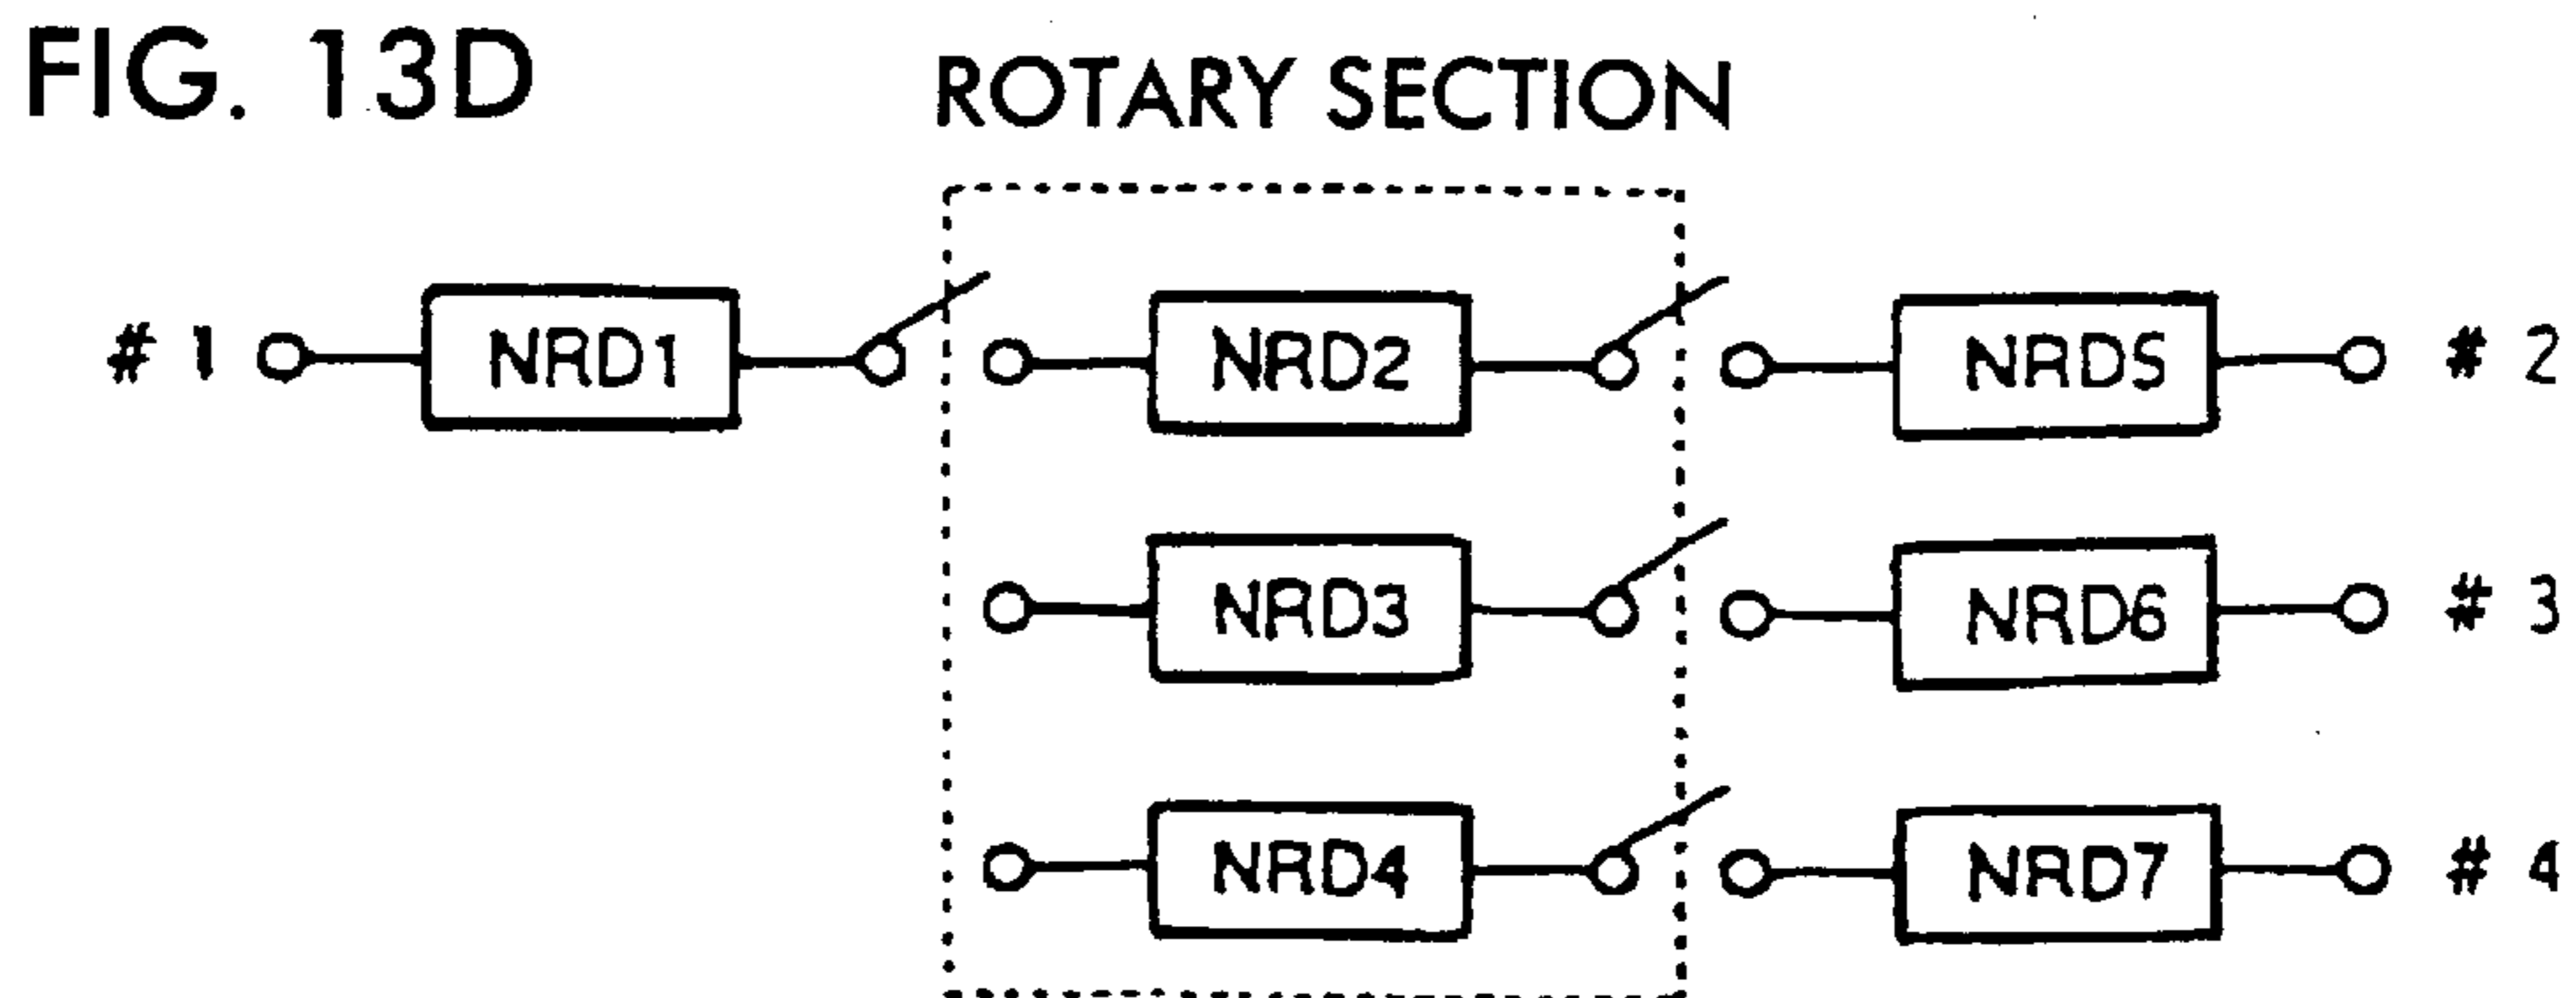 FIG. 13D
ROTARY SECTION
# 1 NRD1 NRD2 NRD5 # 2
NRD3 NRD6 # 3
NRD4 NRD7 # 4